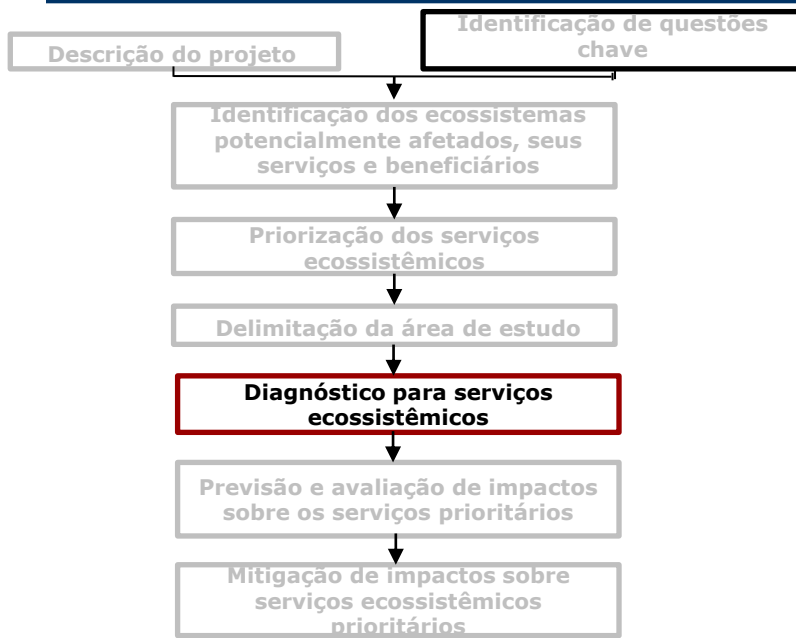 Descrição do projeto
Identificação de questões
chave
Identificação dos ecossistemas
potencialmente afetados, seus
serviços e beneficiários
Priorização dos serviços
ecossistêmicos
Delimitação da área de estudo
Diagnóstico para serviços
ecossistêmicos
Previsão e avaliação de impactos
sobre os serviços prioritários
Mitigação de impactos sobre
serviços ecossistêmicos
prioritários